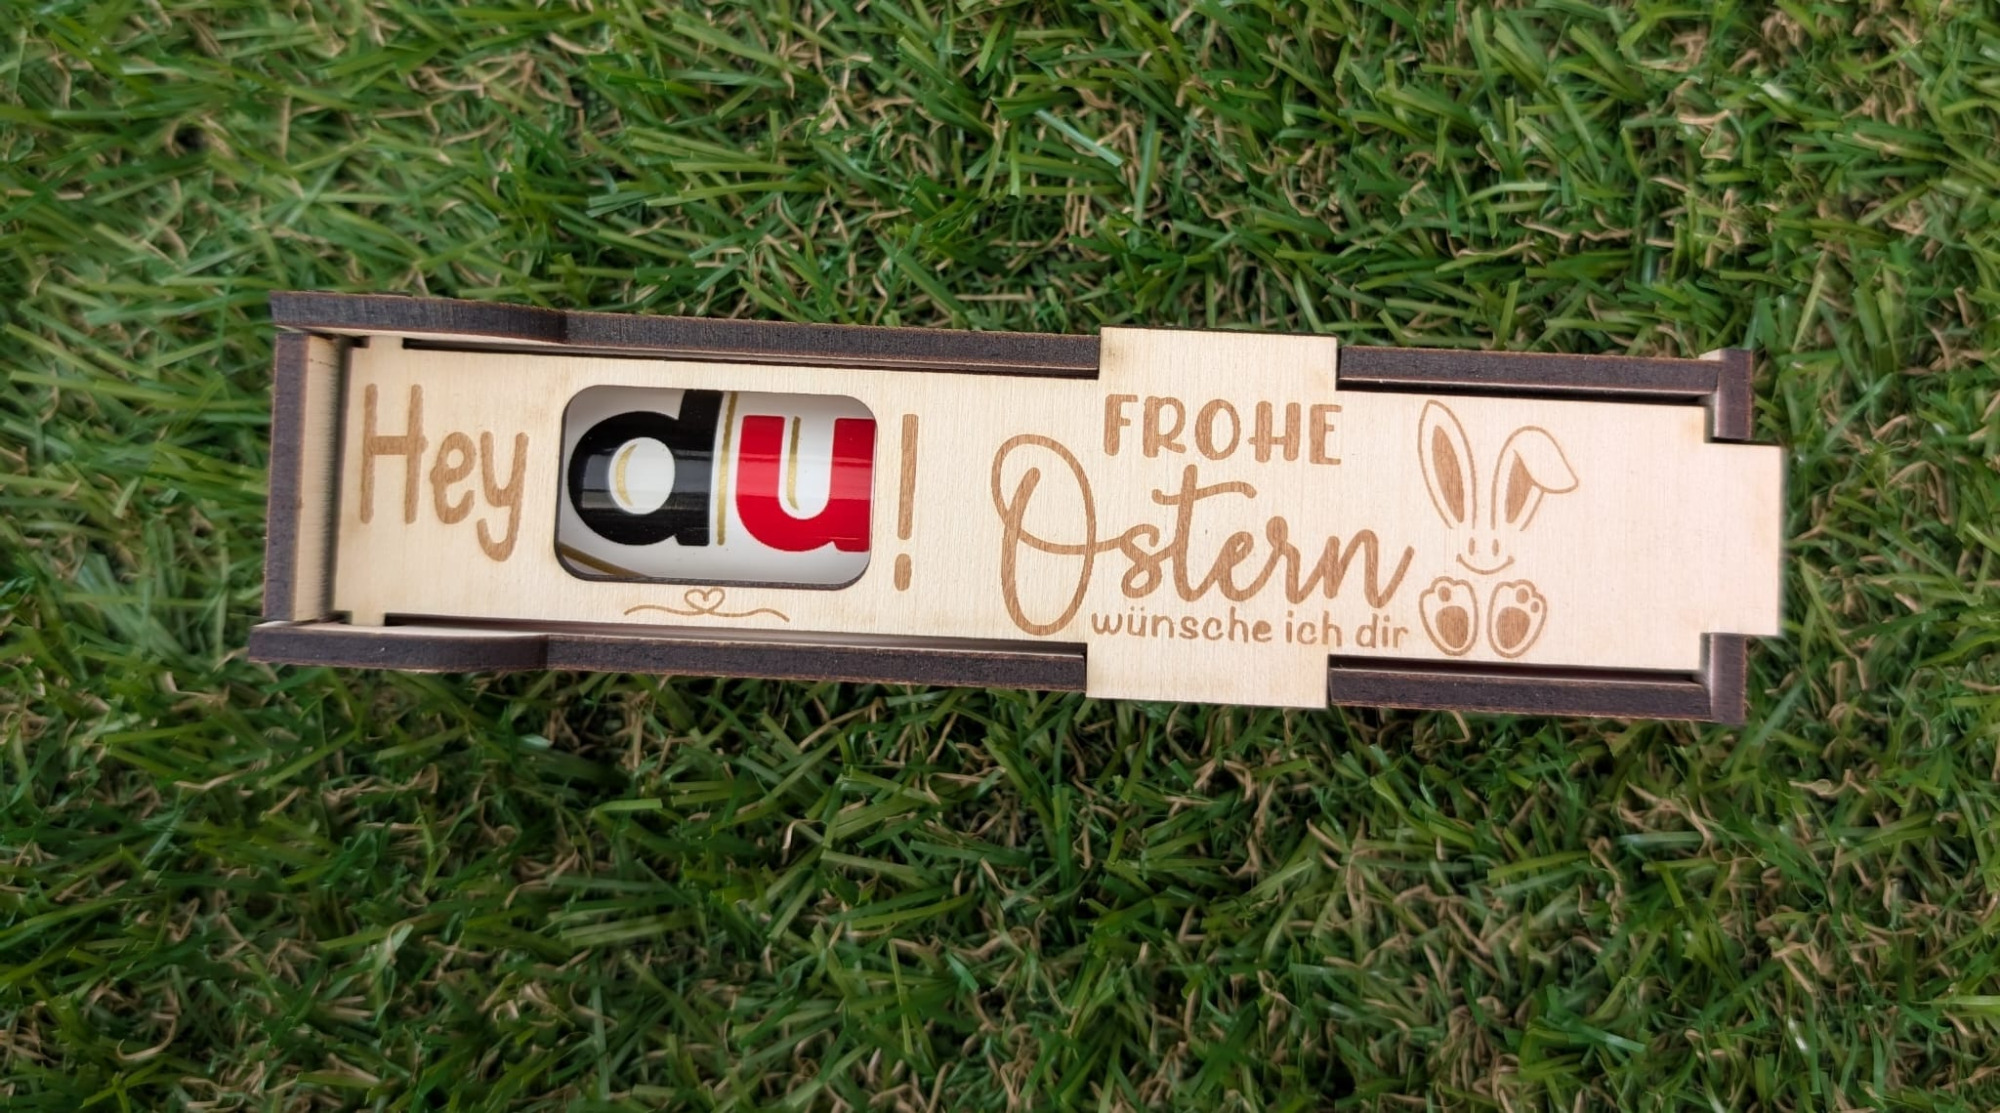 Hey du!
FROHE
Ostern
wünsche ich dir